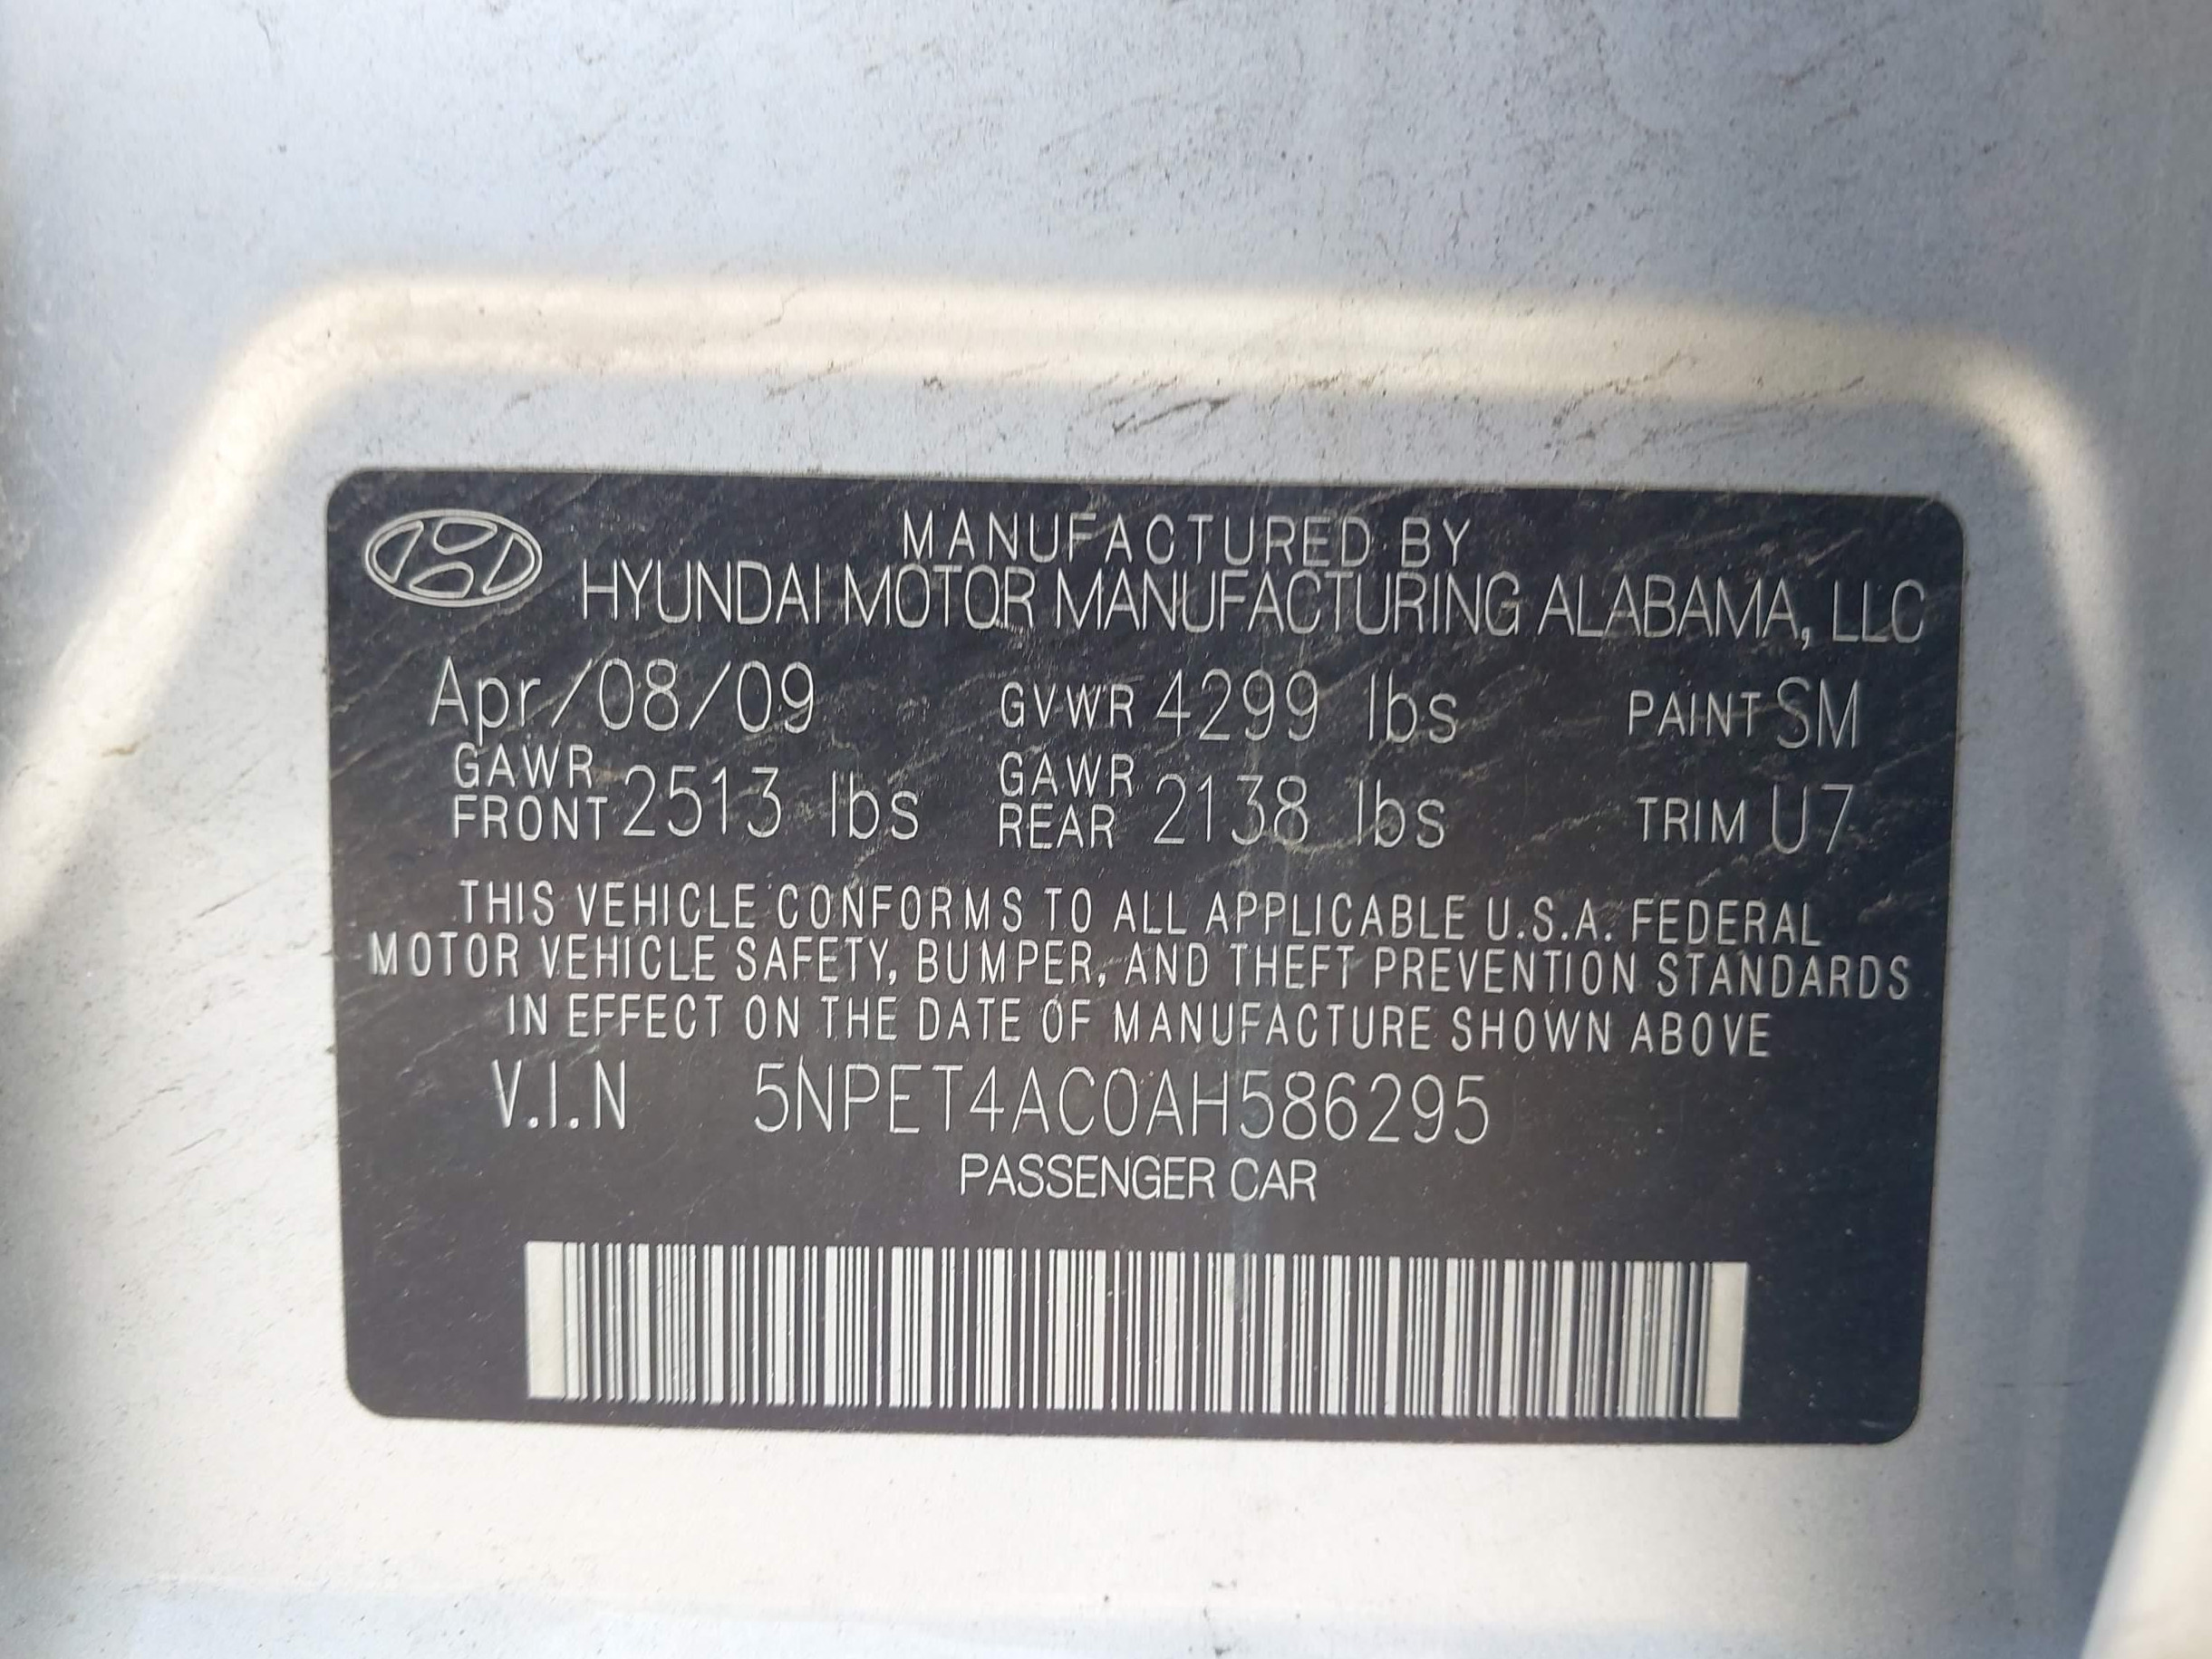 MANUFACTURED BY
HYUNDAI MOTOR MANUFACTURING ALABAMA, LLC
Apr/08/09 GVWR 4299 lbs PAINT SM
GAWR FRONT 2513 lbs GAWR REAR 2138 lbs TRIM U7
THIS VEHICLE CONFORMS TO ALL APPLICABLE U.S.A. FEDERAL
MOTOR VEHICLE SAFETY, BUMPER, AND THEFT PREVENTION STANDARDS
IN EFFECT ON THE DATE OF MANUFACTURE SHOWN ABOVE
V.I.N 5NPET4AC0AH586295
PASSENGER CAR